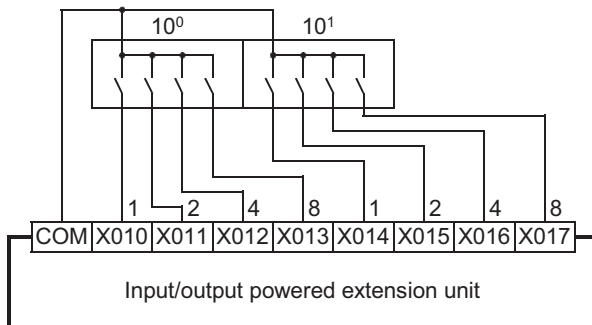 10⁰ 10¹
1 2 4 8 1 2 4 8
COM X010 X011 X012 X013 X014 X015 X016 X017
Input/output powered extension unit